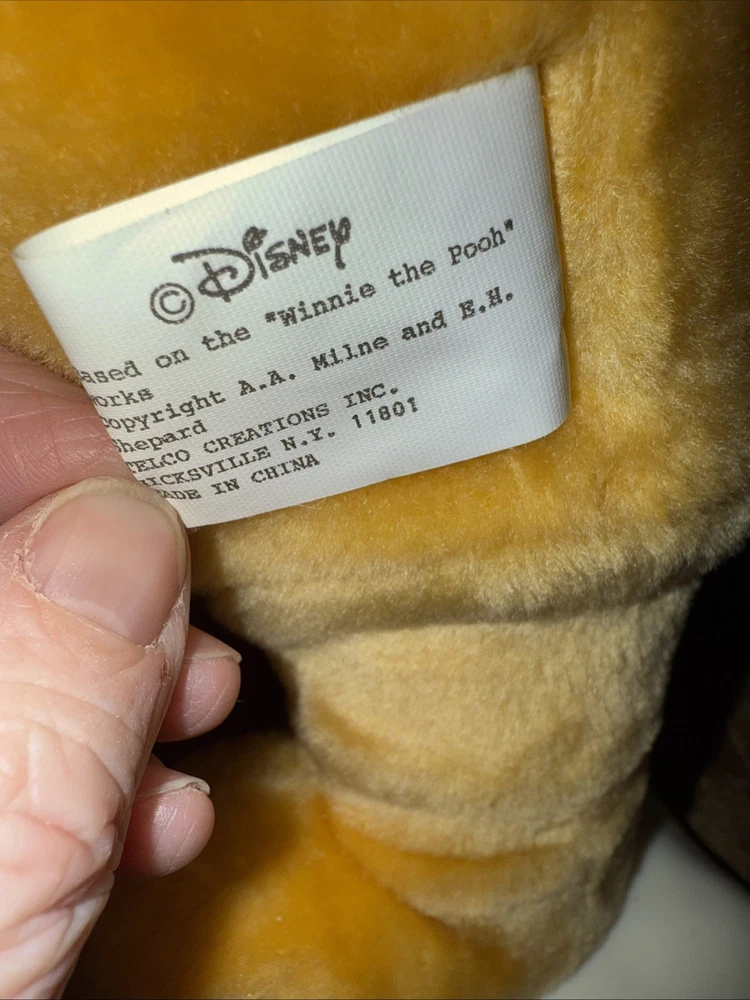 © Disney
ased on the "Winnie the Pooh"
orks
opyright A.A. Milne and E.H.
hepard
TELCO CREATIONS INC.
ICKSVILLE N.Y. 11801
ADE IN CHINA